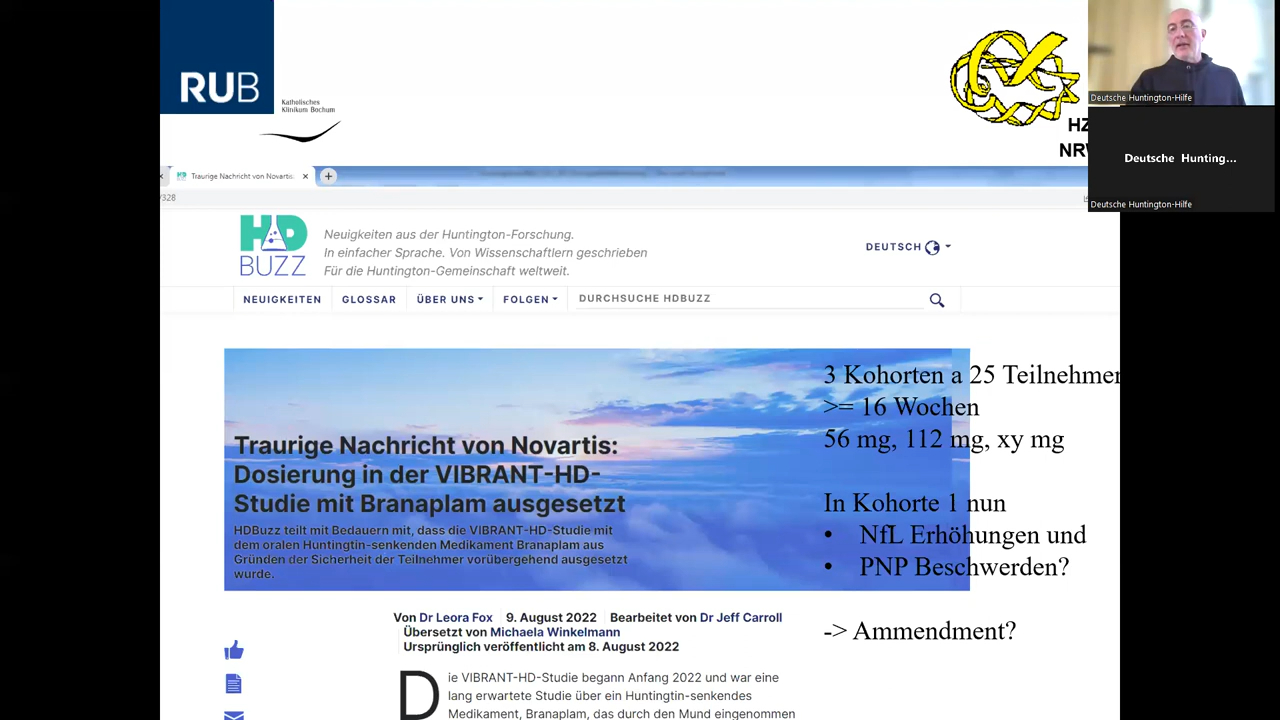 RUB
Katholisches
Klinikum Bochum
HZ
NRW
Deutsche Huntington-Hilfe
Deutsche Hunting...
Deutsche Huntington-Hilfe
Traurige Nachricht von Novartis:
/328
HD
BUZZ
Neuigkeiten aus der Huntington-Forschung.
In einfacher Sprache. Von Wissenschaftlern geschrieben
Für die Huntington-Gemeinschaft weltweit.
DEUTSCH
NEUIGKEITEN
GLOSSAR
ÜBER UNS
FOLGEN
DURCHSUCHE HDBUZZ
Traurige Nachricht von Novartis:
Dosierung in der VIBRANT-HD-
Studie mit Branaplam ausgesetzt
HDBuzz teilt mit Bedauern mit, dass die VIBRANT-HD-Studie mit
dem oralen Huntingtin-senkenden Medikament Branaplam aus
Gründen der Sicherheit der Teilnehmer vorübergehend ausgesetzt
wurde.
3 Kohorten a 25 Teilnehmer
>= 16 Wochen
56 mg, 112 mg, xy mg
In Kohorte 1 nun
• NfL Erhöhungen und
• PNP Beschwerden?
-> Ammendment?
Von Dr Leora Fox 9. August 2022 Bearbeitet von Dr Jeff Carroll
Übersetzt von Michaela Winkelmann
Ursprünglich veröffentlicht am 8. August 2022
Die VIBRANT-HD-Studie begann Anfang 2022 und war eine
lang erwartete Studie über ein Huntingtin-senkendes
Medikament, Branaplam, das durch den Mund eingenommen